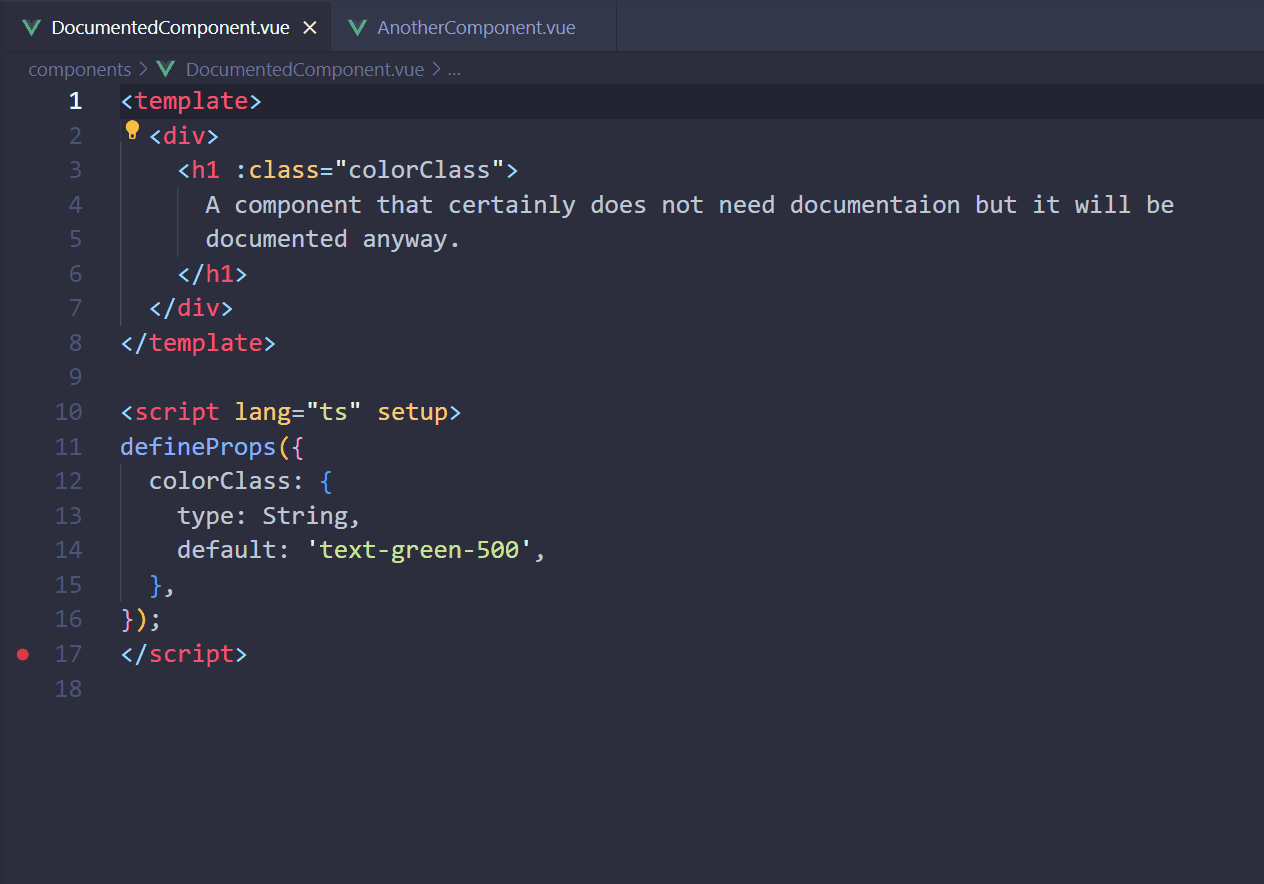 DocumentedComponent.vue AnotherComponent.vue
components DocumentedComponent.vue ...
1 <template>
2 <div>
3 <h1 :class="colorClass">
4 A component that certainly does not need documentaion but it will be
5 documented anyway.
6 </h1>
7 </div>
8 </template>
9
10 <script lang="ts" setup>
11 defineProps({
12 colorClass: {
13 type: String,
14 default: 'text-green-500',
15 },
16 });
17 </script>
18